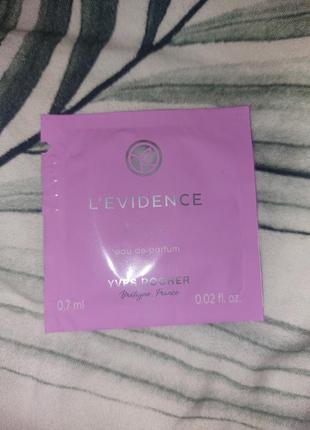 L'EVIDENCE
eau de parfum
YVES ROCHER
Bretagne, France
0.7 ml 0.02 fl. oz.